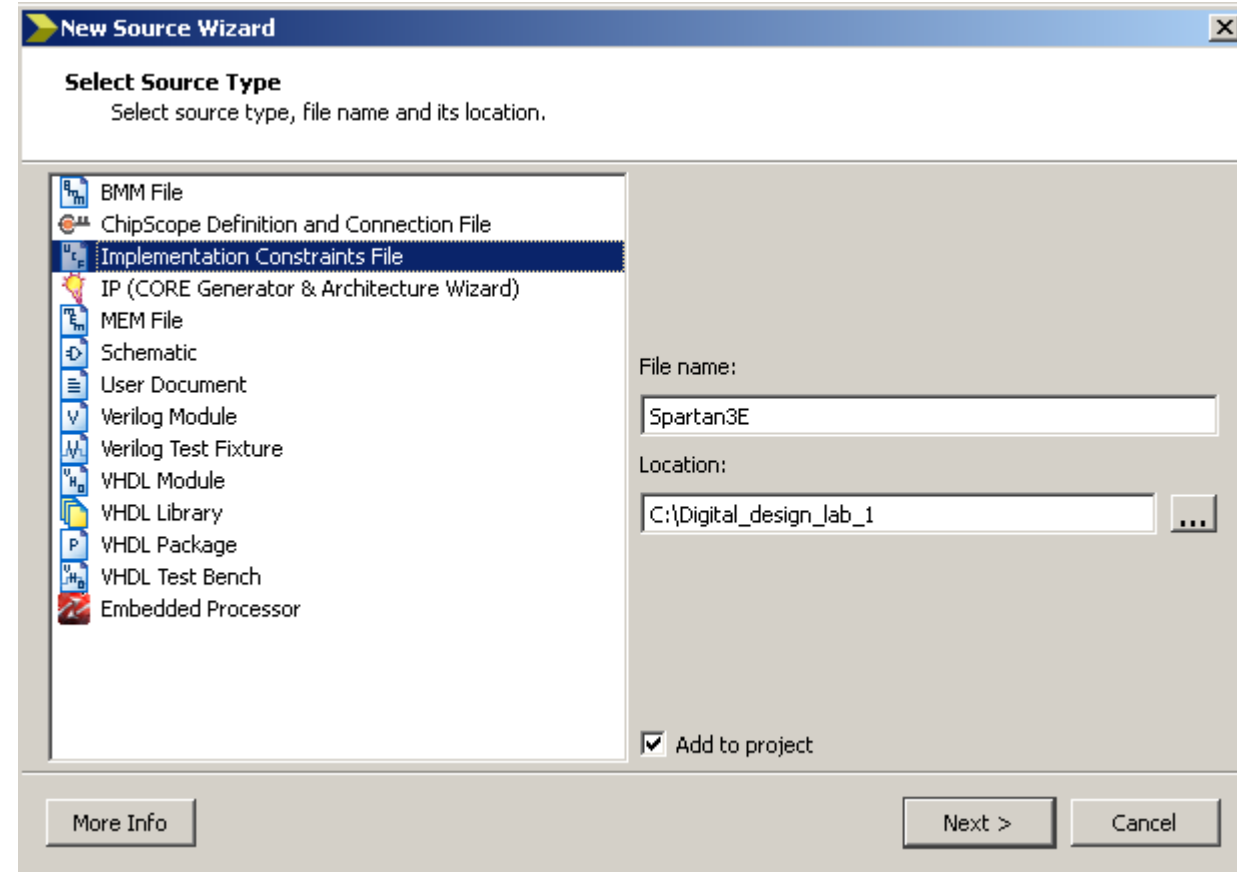 New Source Wizard
Select Source Type
Select source type, file name and its location.
BMM File
ChipScope Definition and Connection File
Implementation Constraints File
IP (CORE Generator & Architecture Wizard)
MEM File
Schematic
User Document
Verilog Module
Verilog Test Fixture
VHDL Module
VHDL Library
VHDL Package
VHDL Test Bench
Embedded Processor
File name:
Spartan3E
Location:
C:\Digital_design_lab_1
...
Add to project
More Info
Next >
Cancel